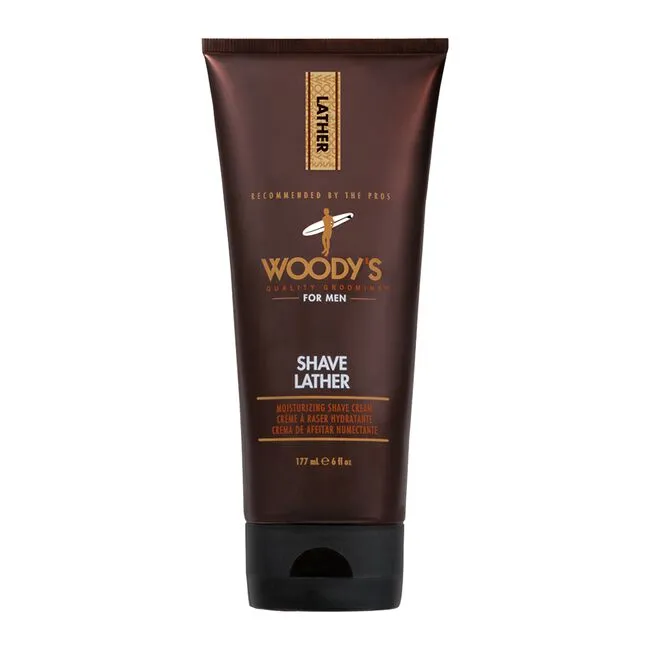 LATHER
RECOMMENDED BY THE PROS
WOODY'S
QUALITY GROOMING
FOR MEN
SHAVE
LATHER
MOISTURIZING SHAVE CREAM
CRÈME À RASER HYDRATANTE
CREMA DE AFEITAR HUMECTANTE
177 mL ℮ 6 fl oz